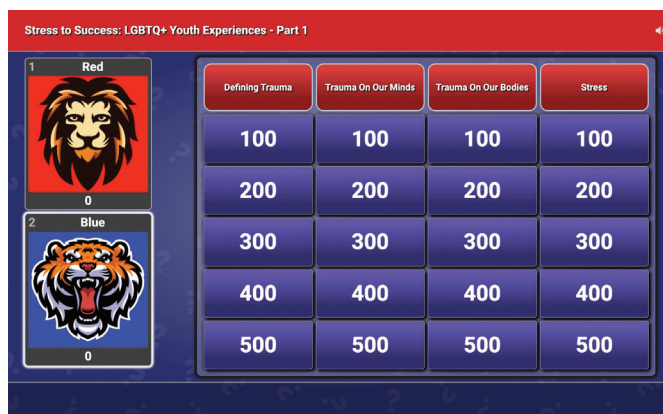 Stress to Success: LGBTQ+ Youth Experiences - Part 1
1 Red
0
2 Blue
0
Defining Trauma Trauma On Our Minds Trauma On Our Bodies Stress
100 100 100 100
200 200 200 200
300 300 300 300
400 400 400 400
500 500 500 500